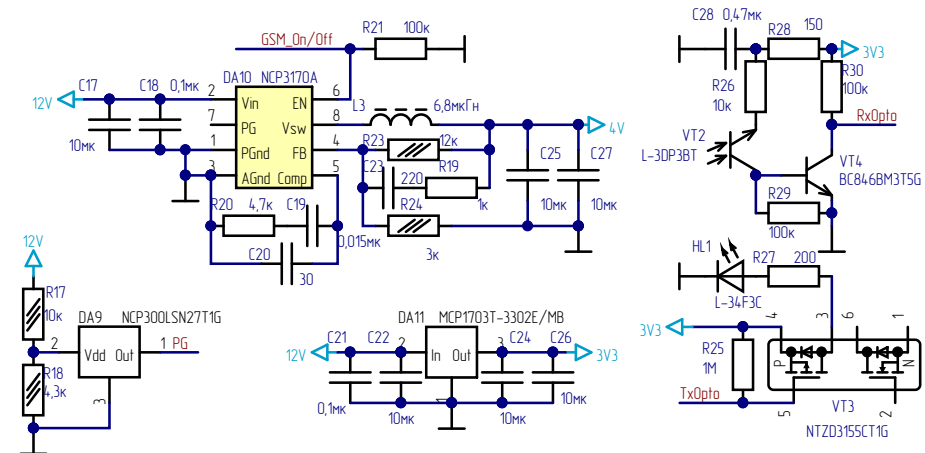 GSM_On/Off
R21
100к
DA10 NCP3170A
12V
C17
C18
0,1мк
10мк
2
7
1
3
Vin
PG
PGnd
AGnd
EN
Vsw
FB
Comp
6
8
4
5
L3
6,8мкГн
4V
R23
12к
C23
220
R19
1к
R24
3к
C25
C27
10мк
10мк
R20
4,7к
C19
0,015мк
C20
30
12V
R17
10к
R18
4,3к
DA9
NCP300LSN27T1G
2
Vdd
Out
1
PG
3
12V
C21
C22
0,1мк
10мк
DA11
MCP1703T-3302E/MB
2
In
Out
3
1
C24
C26
10мк
10мк
3V3
C28
0,47мк
R28
150
3V3
R26
10к
R30
100к
RxOpto
VT2
L-3DP3BT
VT4
BC846BM3T5G
R29
100к
HL1
L-34F3C
R27
200
3V3
R25
1М
TxOpto
4
3
6
1
P
N
5
2
VT3
NTZD3155CT1G